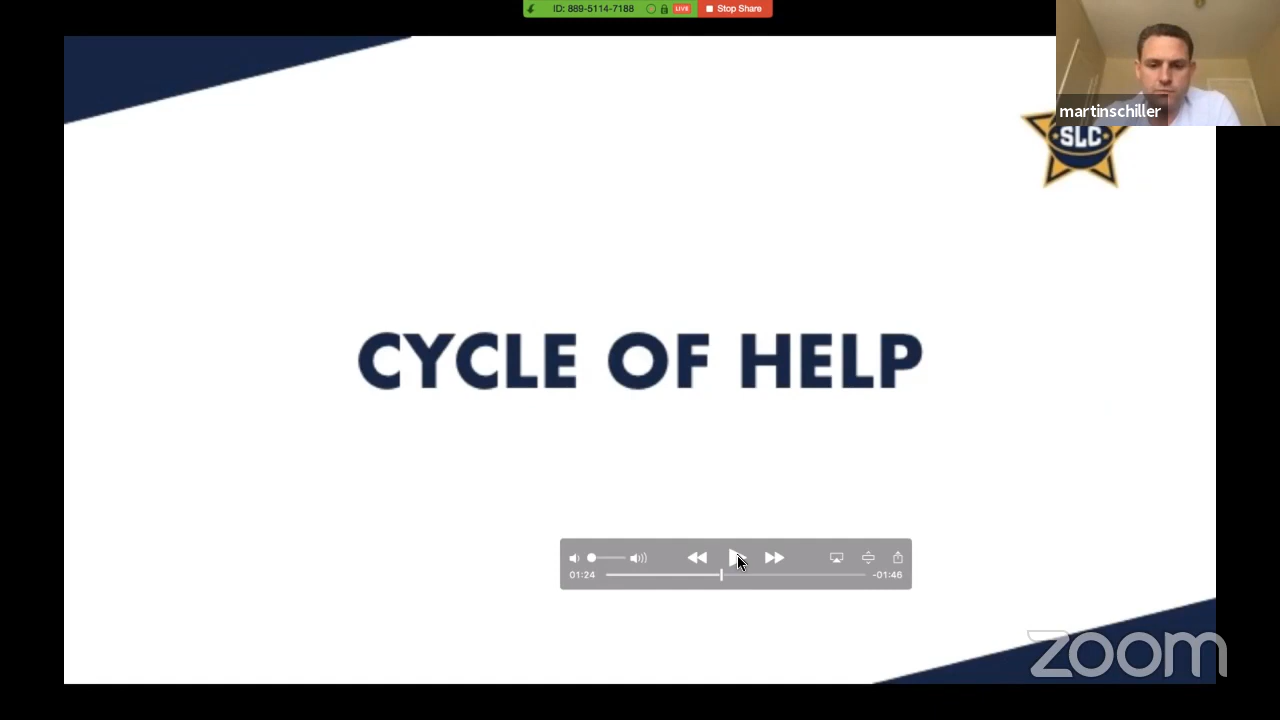 ID: 889-5114-7188 LIVE Stop Share
martinschiller
SLC
CYCLE OF HELP
01:24 -01:46
zoom